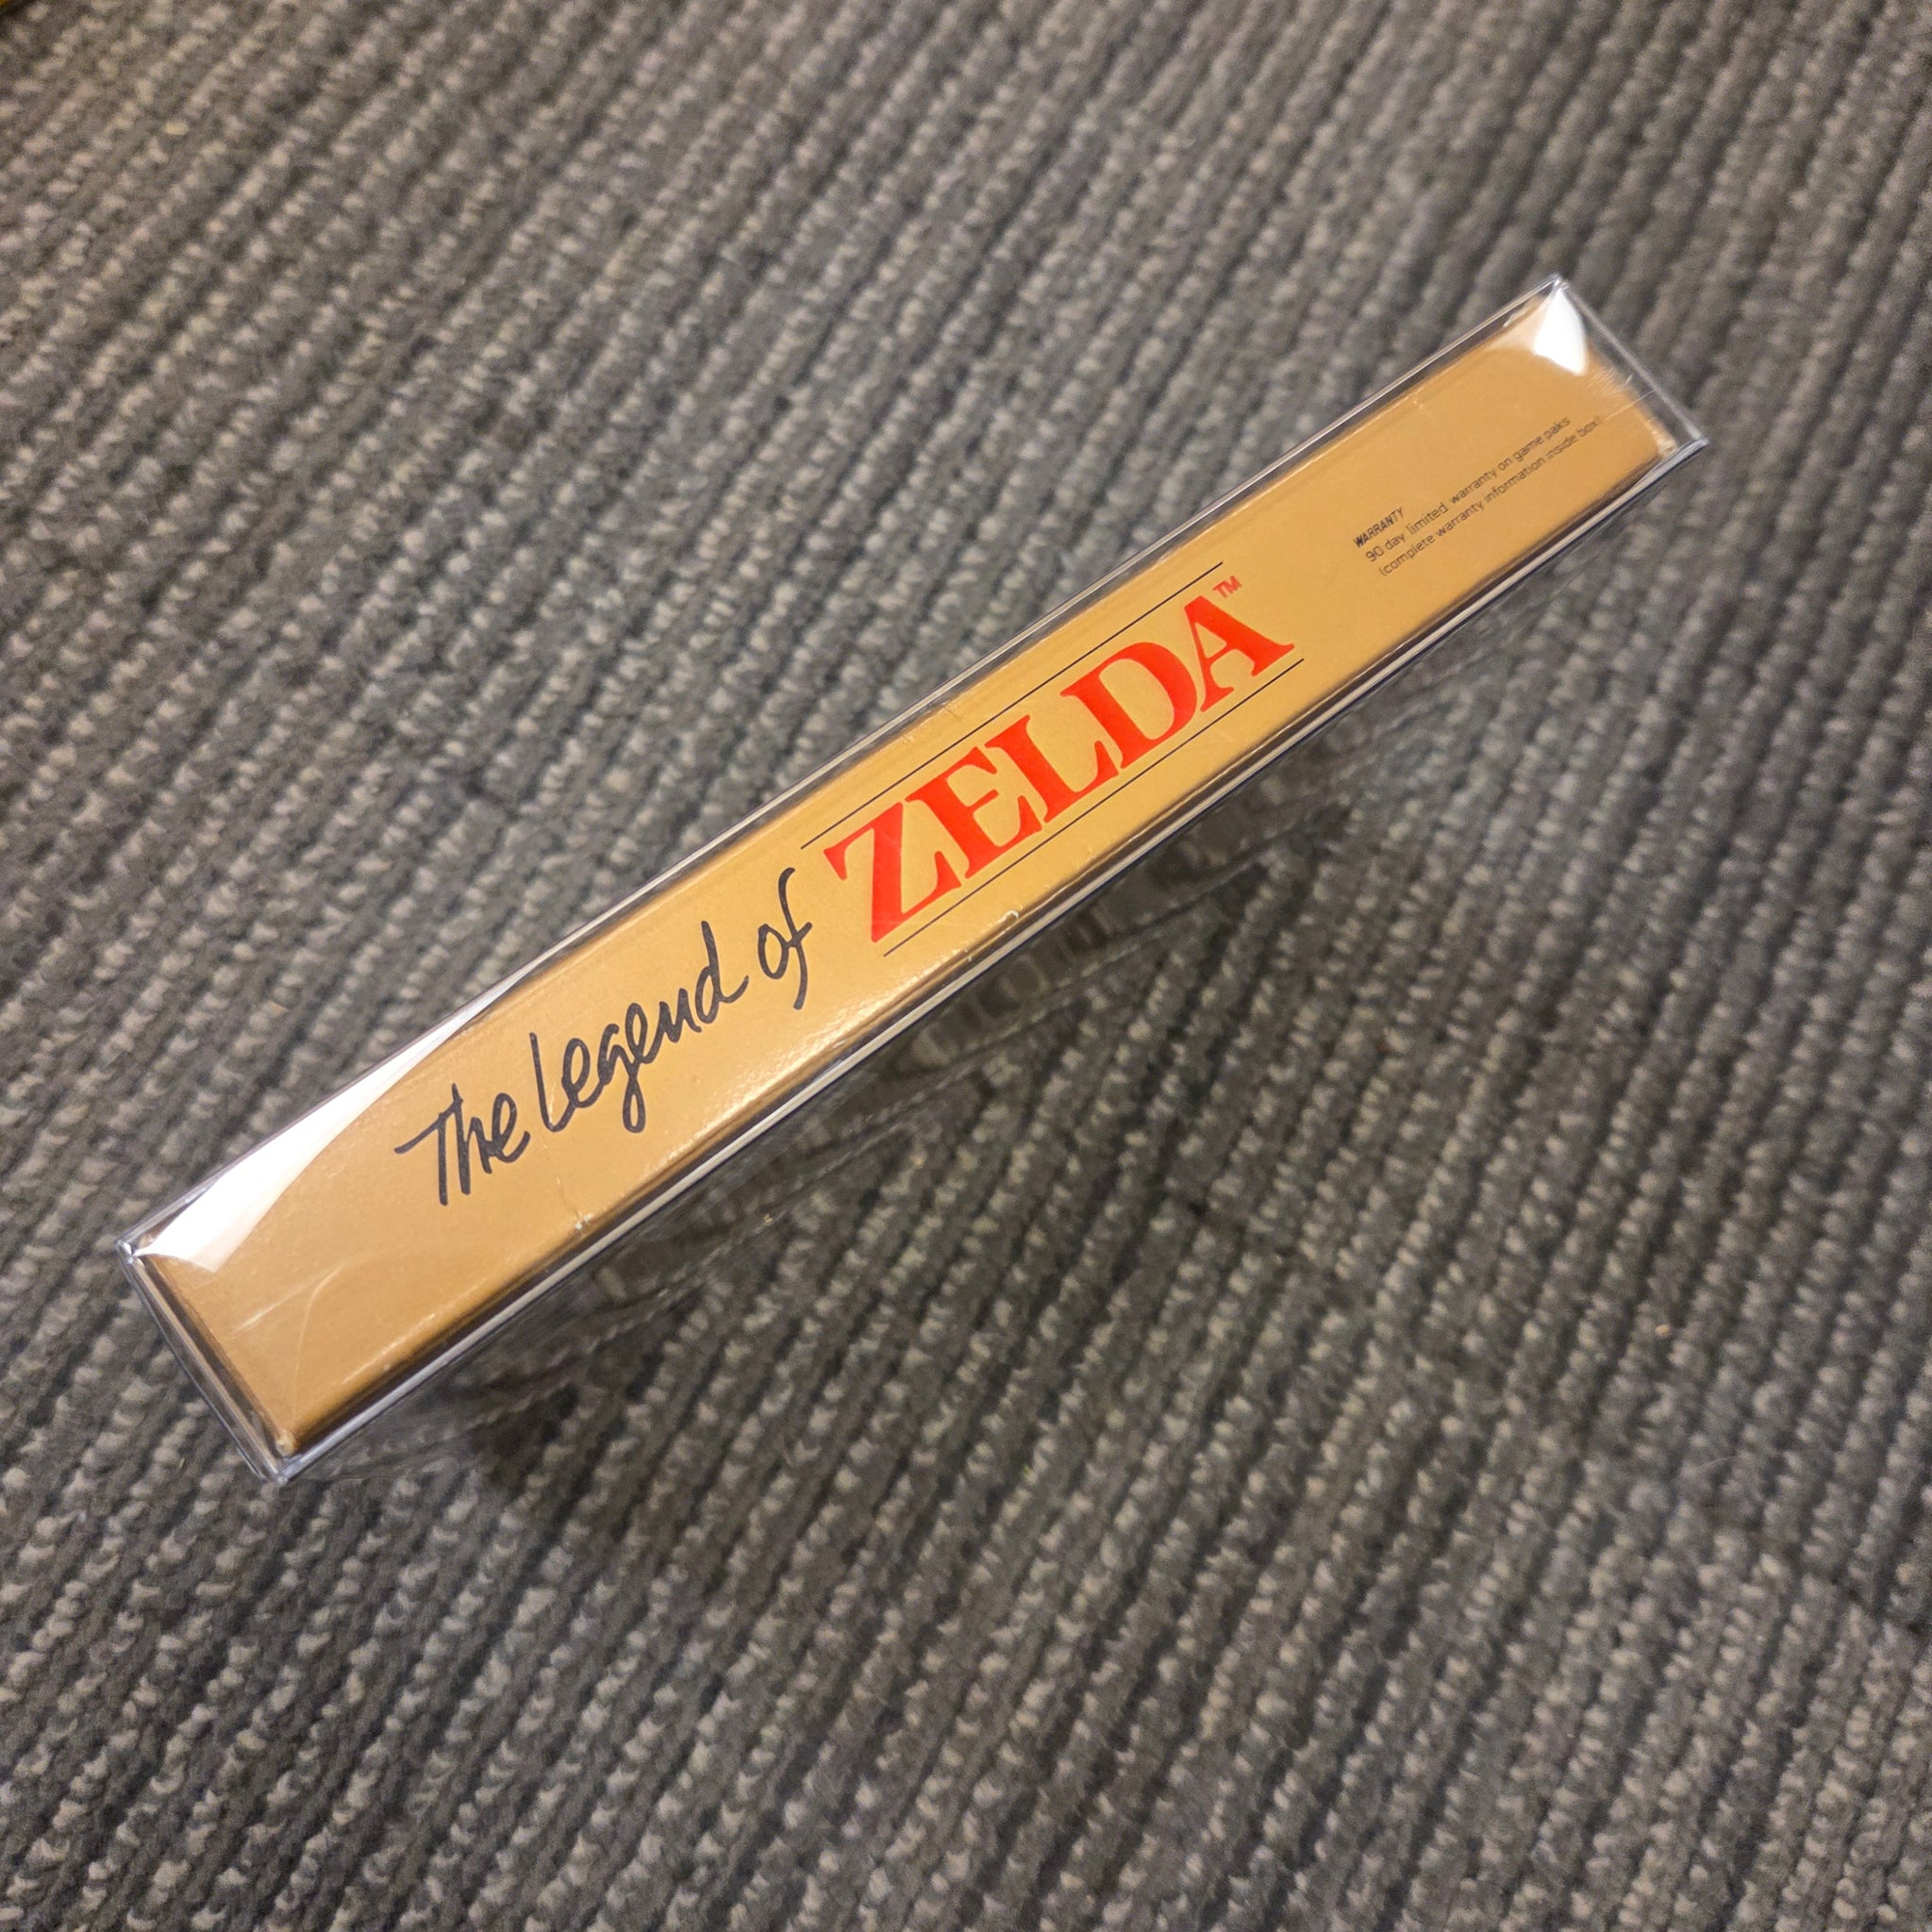 The Legend of ZELDA™
WARRANTY
90 day limited warranty on game paks
(complete warranty information inside box)